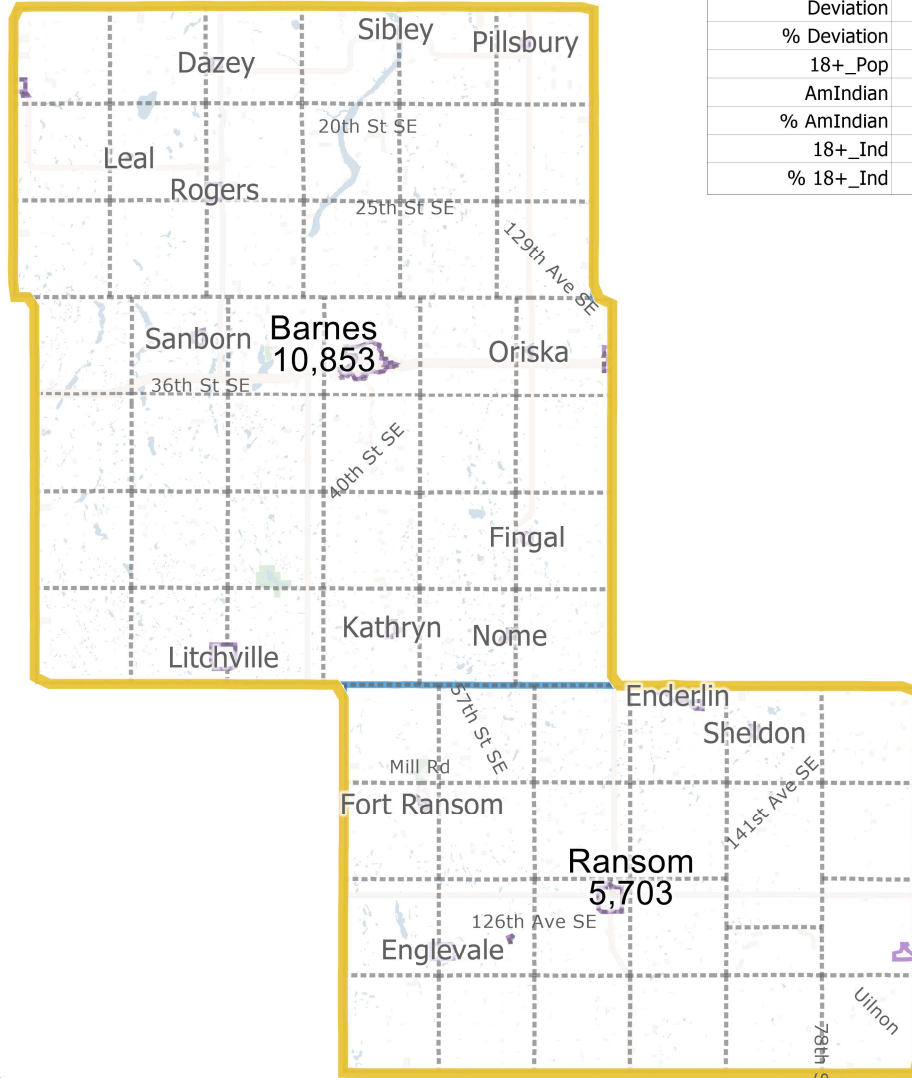 Deviation
% Deviation
18+_Pop
AmIndian
% AmIndian
18+_Ind
% 18+_Ind
Sibley
Pillsbury
Dazey
20th St SE
Leal
Rogers
25th St SE
129th Ave SE
Barnes
10,853
Sanborn
Oriska
36th St SE
40th St SE
Fingal
Kathryn
Nome
Litchville
Enderlin
57th St SE
Sheldon
Mill Rd
141st Ave SE
Fort Ransom
Ransom
5,703
126th Ave SE
Englevale
Uilnon
78th S